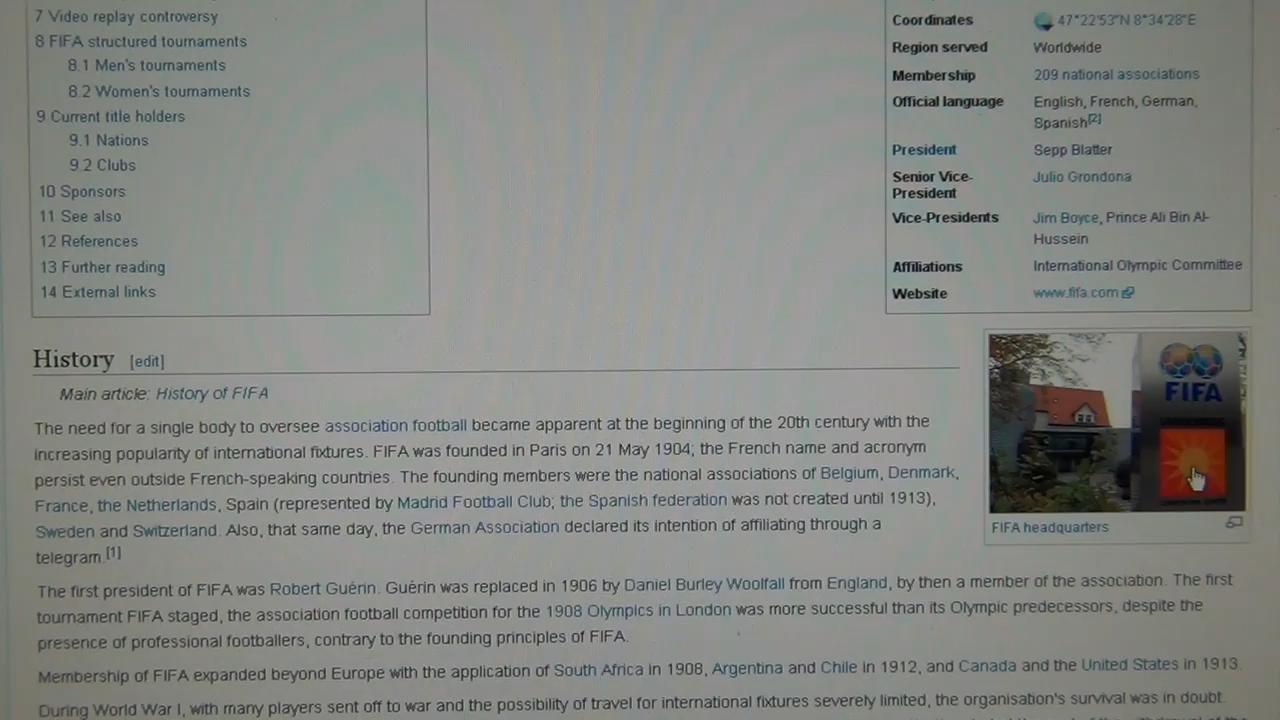 7 Video replay controversy
8 FIFA structured tournaments
8.1 Men's tournaments
8.2 Women's tournaments
9 Current title holders
9.1 Nations
9.2 Clubs
10 Sponsors
11 See also
12 References
13 Further reading
14 External links
Coordinates 47°22′53″N 8°34′28″E
Region served Worldwide
Membership 209 national associations
Official language English, French, German,
Spanish[2]
President Sepp Blatter
Senior Vice-
President Julio Grondona
Vice-Presidents Jim Boyce, Prince Ali Bin Al-
Hussein
Affiliations International Olympic Committee
Website www.fifa.com
History [edit]
Main article: History of FIFA
The need for a single body to oversee association football became apparent at the beginning of the 20th century with the
increasing popularity of international fixtures. FIFA was founded in Paris on 21 May 1904; the French name and acronym
persist even outside French-speaking countries. The founding members were the national associations of Belgium, Denmark,
France, the Netherlands, Spain (represented by Madrid Football Club; the Spanish federation was not created until 1913),
Sweden and Switzerland. Also, that same day, the German Association declared its intention of affiliating through a
telegram.[1]
FIFA
FIFA headquarters
The first president of FIFA was Robert Guérin. Guérin was replaced in 1906 by Daniel Burley Woolfall from England, by then a member of the association. The first
tournament FIFA staged, the association football competition for the 1908 Olympics in London was more successful than its Olympic predecessors, despite the
presence of professional footballers, contrary to the founding principles of FIFA.
Membership of FIFA expanded beyond Europe with the application of South Africa in 1908, Argentina and Chile in 1912, and Canada and the United States in 1913.
During World War I, with many players sent off to war and the possibility of travel for international fixtures severely limited, the organisation's survival was in doubt.